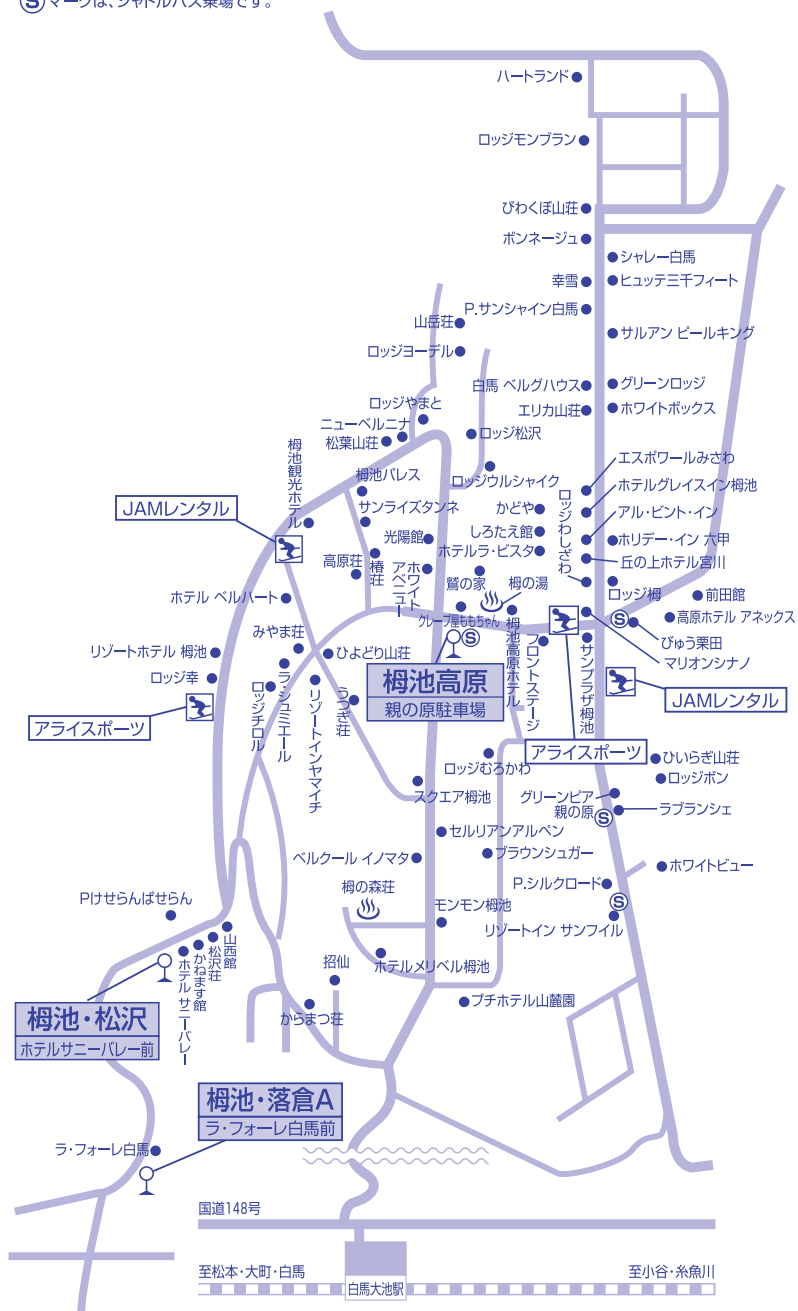 Ⓢマークは、シャトルバス乗場です。
ハートランド
ロッジモンブラン
びわくぼ山荘
ボンネージュ
シャレー白馬
幸雪
ヒュッテ三千フィート
P.サンシャイン白馬
山岳荘
サルアン ピールキング
ロッジヨーデル
白馬 ベルグハウス
グリーンロッジ
ロッジやまと
エリカ山荘
ホワイトボックス
ニューベルニナ
松葉山荘
ロッジ松沢
栂池観光ホテル
エスポワールみさわ
栂池パレス
ロッジウルシャイク
ホテルグレイスイン栂池
ロッジわしざわ
JAMレンタル
サンライズタンネ
かどや
アル・ピント・イン
光陽館
しろたえ館
ホリデー・イン 六甲
ホテルラ・ビスタ
高原荘
椿荘
ホワイトアベニュー
丘の上ホテル宮川
鷲の家
栂の湯
ロッジ栂
前田館
ホテル ベルハート
クレープ屋ももちゃん
高原ホテル アネックス
みやま荘
Ⓢ
Ⓢ
びゅう栗田
リゾートホテル 栂池
ひよどり山荘
栂池高原ホテル
フロントステージ
サンプラザ栂池
マリオンシナノ
ロッジ幸
栂池高原
親の原駐車場
ロッジチロル
ラ・シュミエール
リゾートインヤマイチ
うつぎ荘
JAMレンタル
アライスポーツ
アライスポーツ
ひいらぎ山荘
ロッジむろかわ
ロッジボン
スクエア栂池
グリーンピア
親の原
Ⓢ
ラブランシェ
セルリアンアルペン
ベルクール イノマタ
ブラウンシュガー
ホワイトビュー
栂の森荘
P.シルクロード
Pけせらんぱせらん
モンモン栂池
Ⓢ
リゾートイン サンフイル
山西館
松沢荘
かねます館
ホテル サニーバレー
招仙
ホテルメリベル栂池
プチホテル山麓園
からまつ荘
栂池・松沢
ホテルサニーバレー前
栂池・落倉A
ラ・フォーレ白馬前
ラ・フォーレ白馬
国道148号
至松本・大町・白馬
至小谷・糸魚川
白馬大池駅